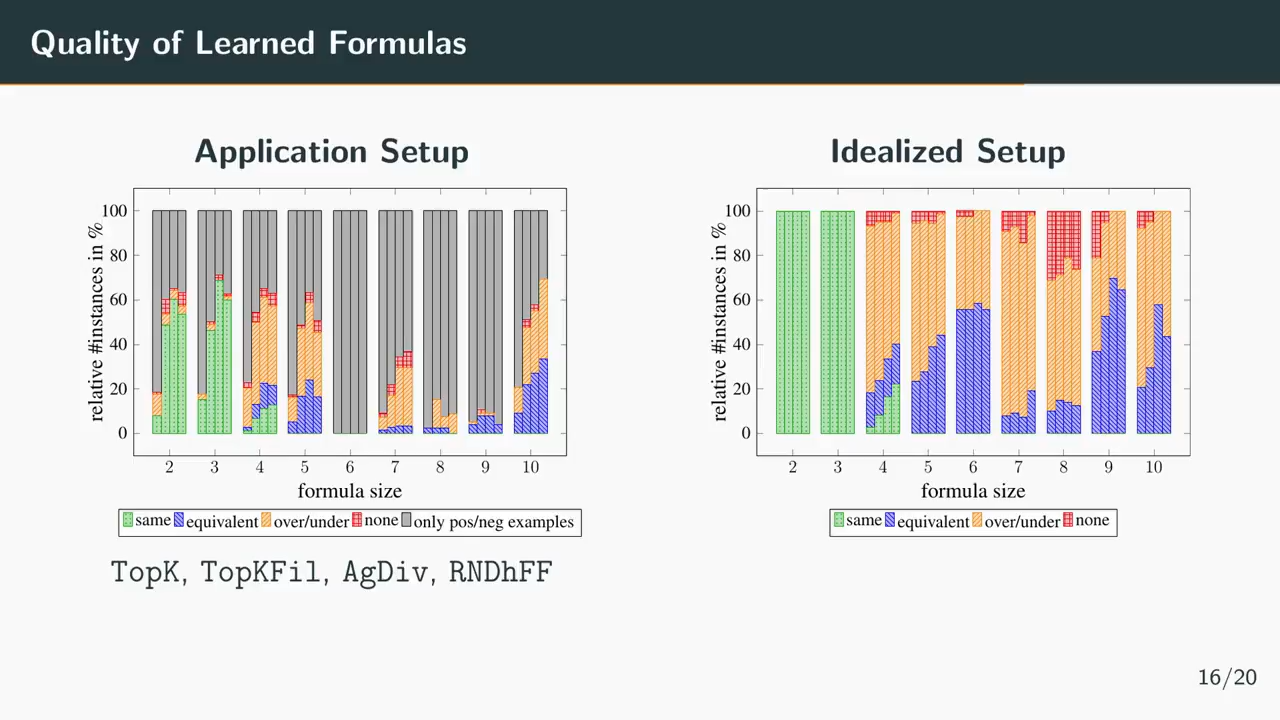 Quality of Learned Formulas
Application Setup
relative #instances in %
100
80
60
40
20
0
2 3 4 5 6 7 8 9 10
formula size
same equivalent over/under none only pos/neg examples
TopK, TopKFil, AgDiv, RNDhFF
Idealized Setup
relative #instances in %
100
80
60
40
20
0
2 3 4 5 6 7 8 9 10
formula size
same equivalent over/under none
16/20